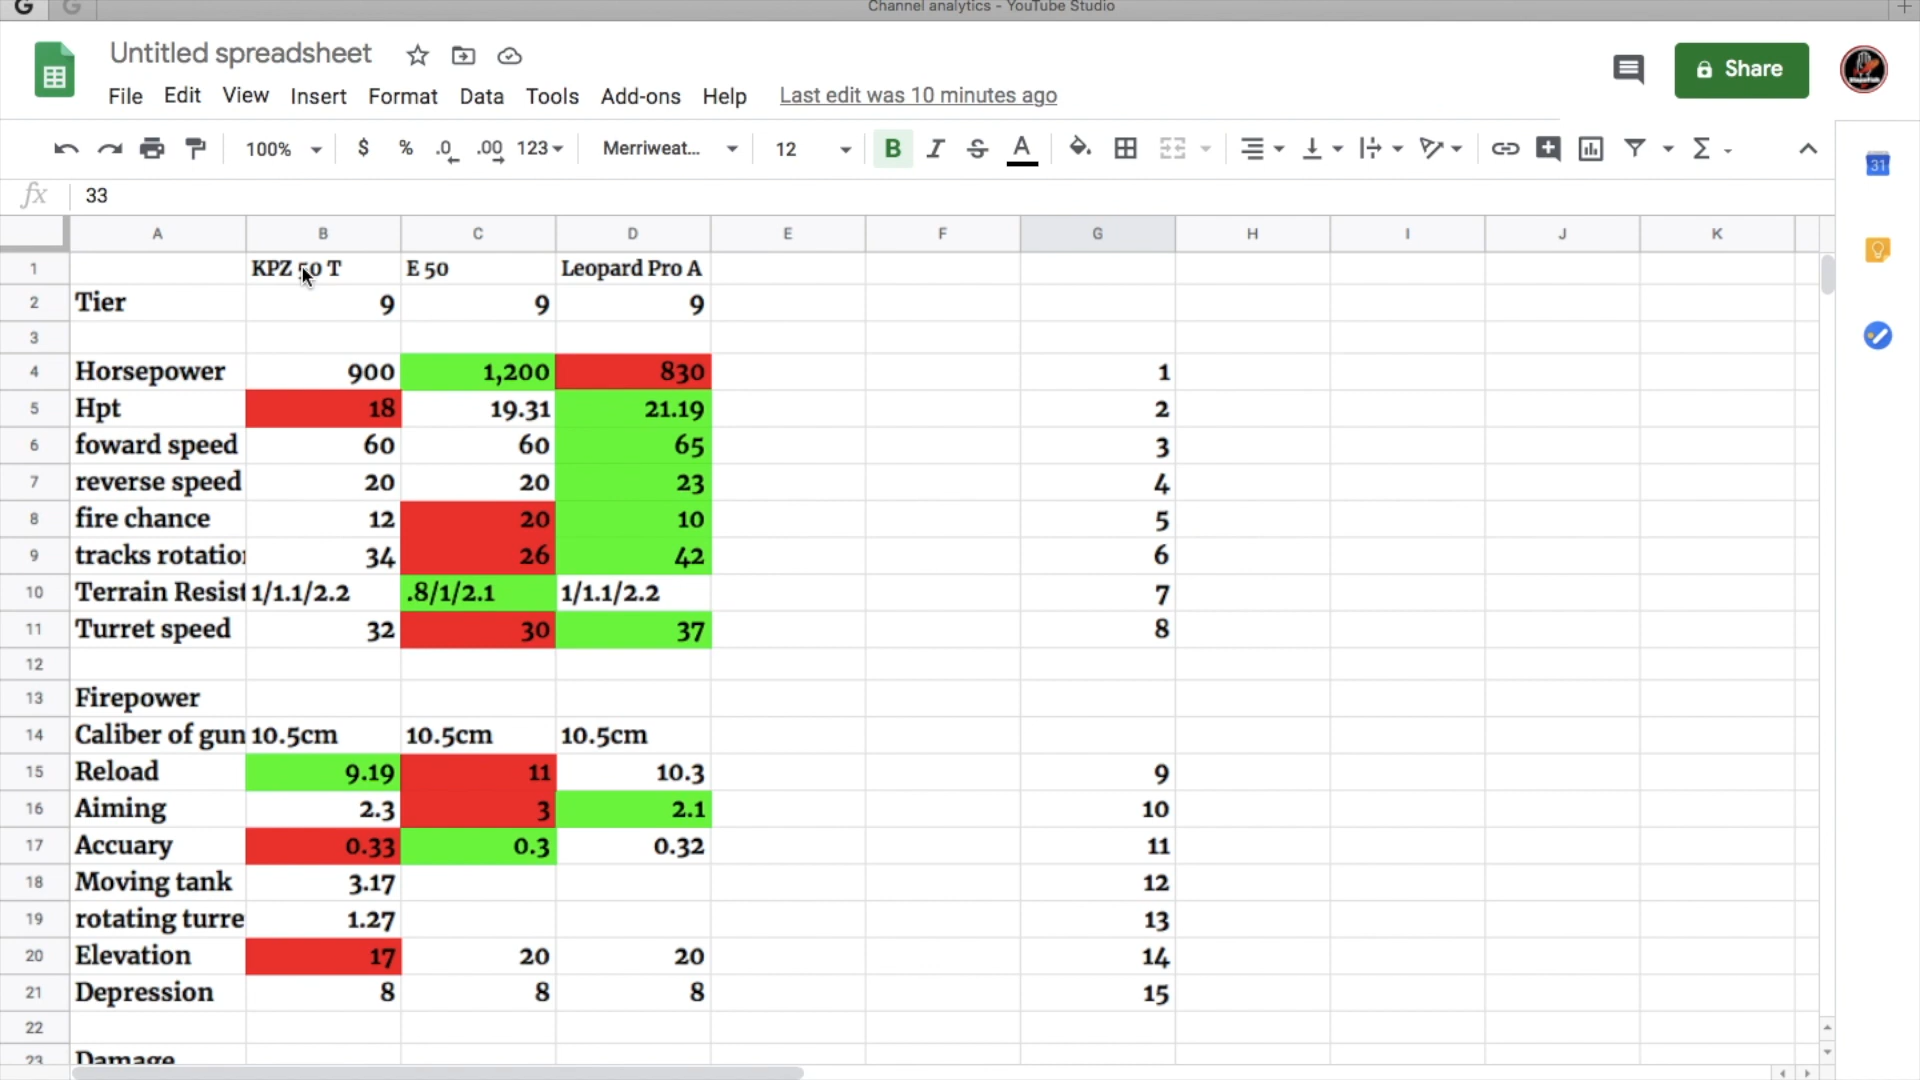 Channel analytics - YouTube Studio
Untitled spreadsheet
File Edit View Insert Format Data Tools Add-ons Help Last edit was 10 minutes ago
Share
100% $ % .0 .00 123 Merriweat... 12 B I S A Σ
31
fx 33
A B C D E F G H I J K
1 KPZ 50 T E 50 Leopard Pro A
2 Tier 9 9 9
3
4 Horsepower 900 1,200 830 1
5 Hpt 18 19.31 21.19 2
6 foward speed 60 60 65 3
7 reverse speed 20 20 23 4
8 fire chance 12 20 10 5
9 tracks rotatio 34 26 42 6
10 Terrain Resist 1/1.1/2.2 .8/1/2.1 1/1.1/2.2 7
11 Turret speed 32 30 37 8
12
13 Firepower
14 Caliber of gun 10.5cm 10.5cm 10.5cm
15 Reload 9.19 11 10.3 9
16 Aiming 2.3 3 2.1 10
17 Accuary 0.33 0.3 0.32 11
18 Moving tank 3.17 12
19 rotating turre 1.27 13
20 Elevation 17 20 20 14
21 Depression 8 8 8 15
22
23 Damage